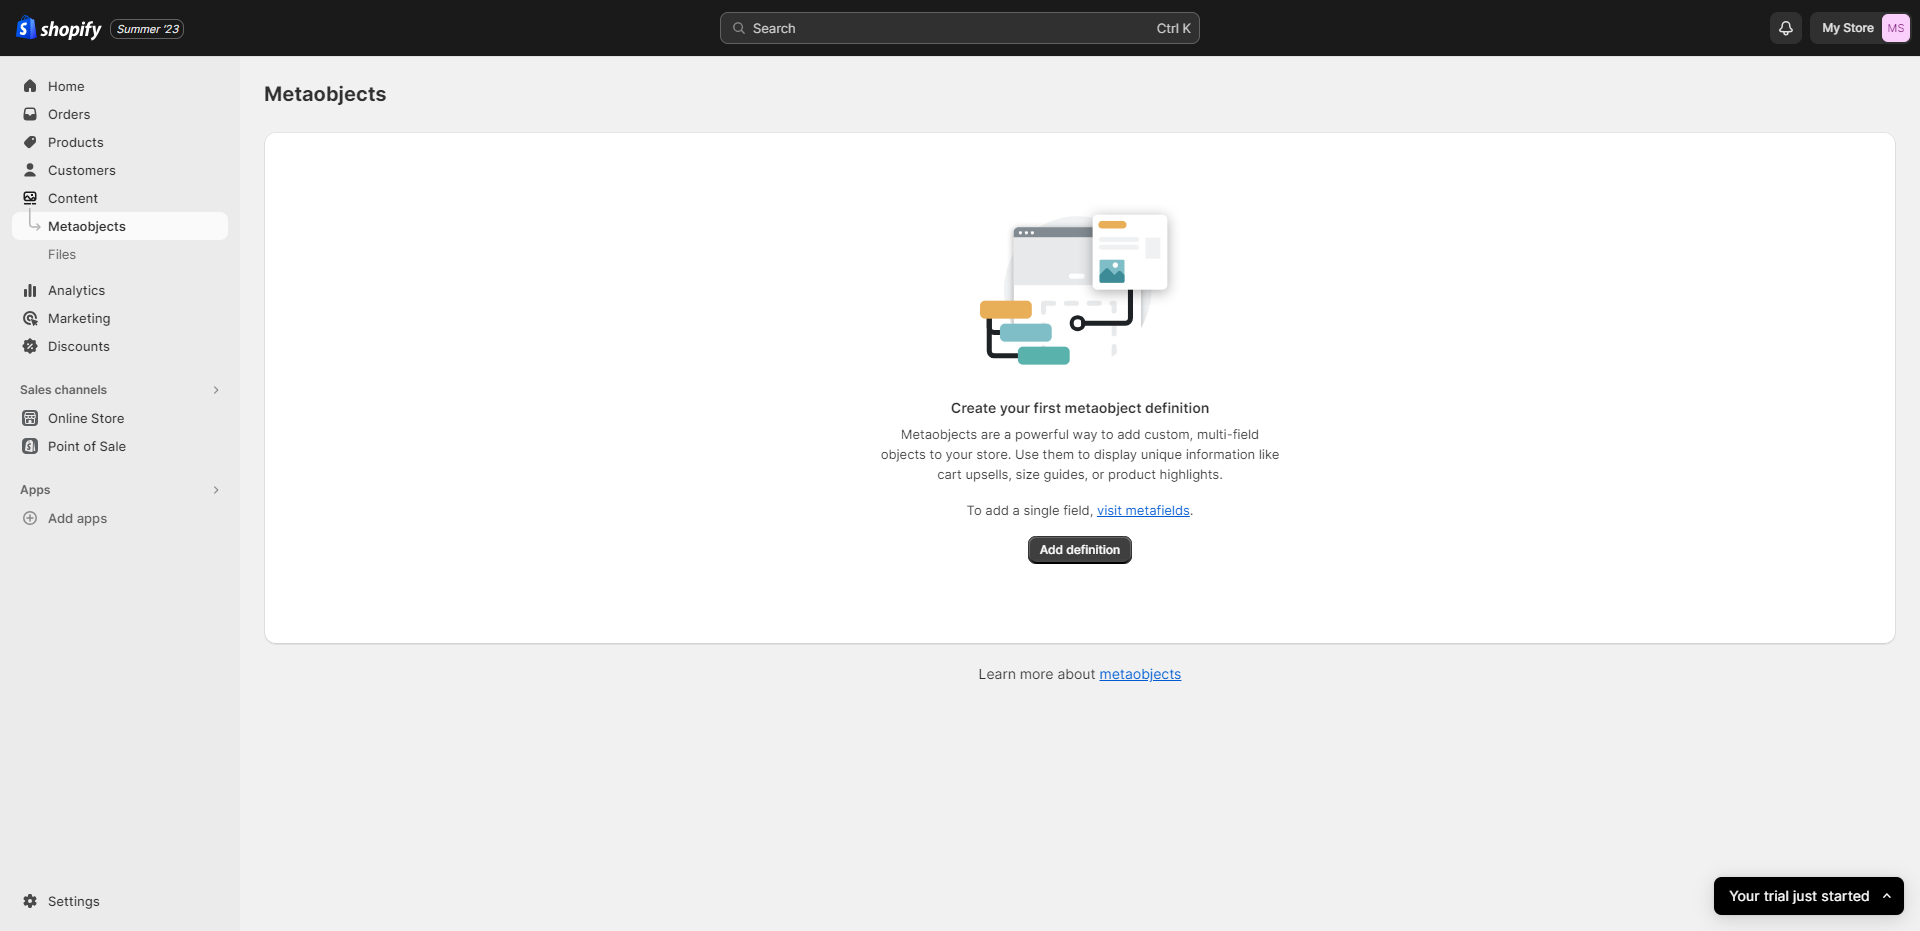 shopify Summer '23
Search Ctrl K
My Store MS
Home
Orders
Products
Customers
Content
Metaobjects
Files
Analytics
Marketing
Discounts
Sales channels
Online Store
Point of Sale
Apps
Add apps
Settings
Metaobjects
Create your first metaobject definition
Metaobjects are a powerful way to add custom, multi-field
objects to your store. Use them to display unique information like
cart upsells, size guides, or product highlights.
To add a single field, visit metafields.
Add definition
Learn more about metaobjects
Your trial just started